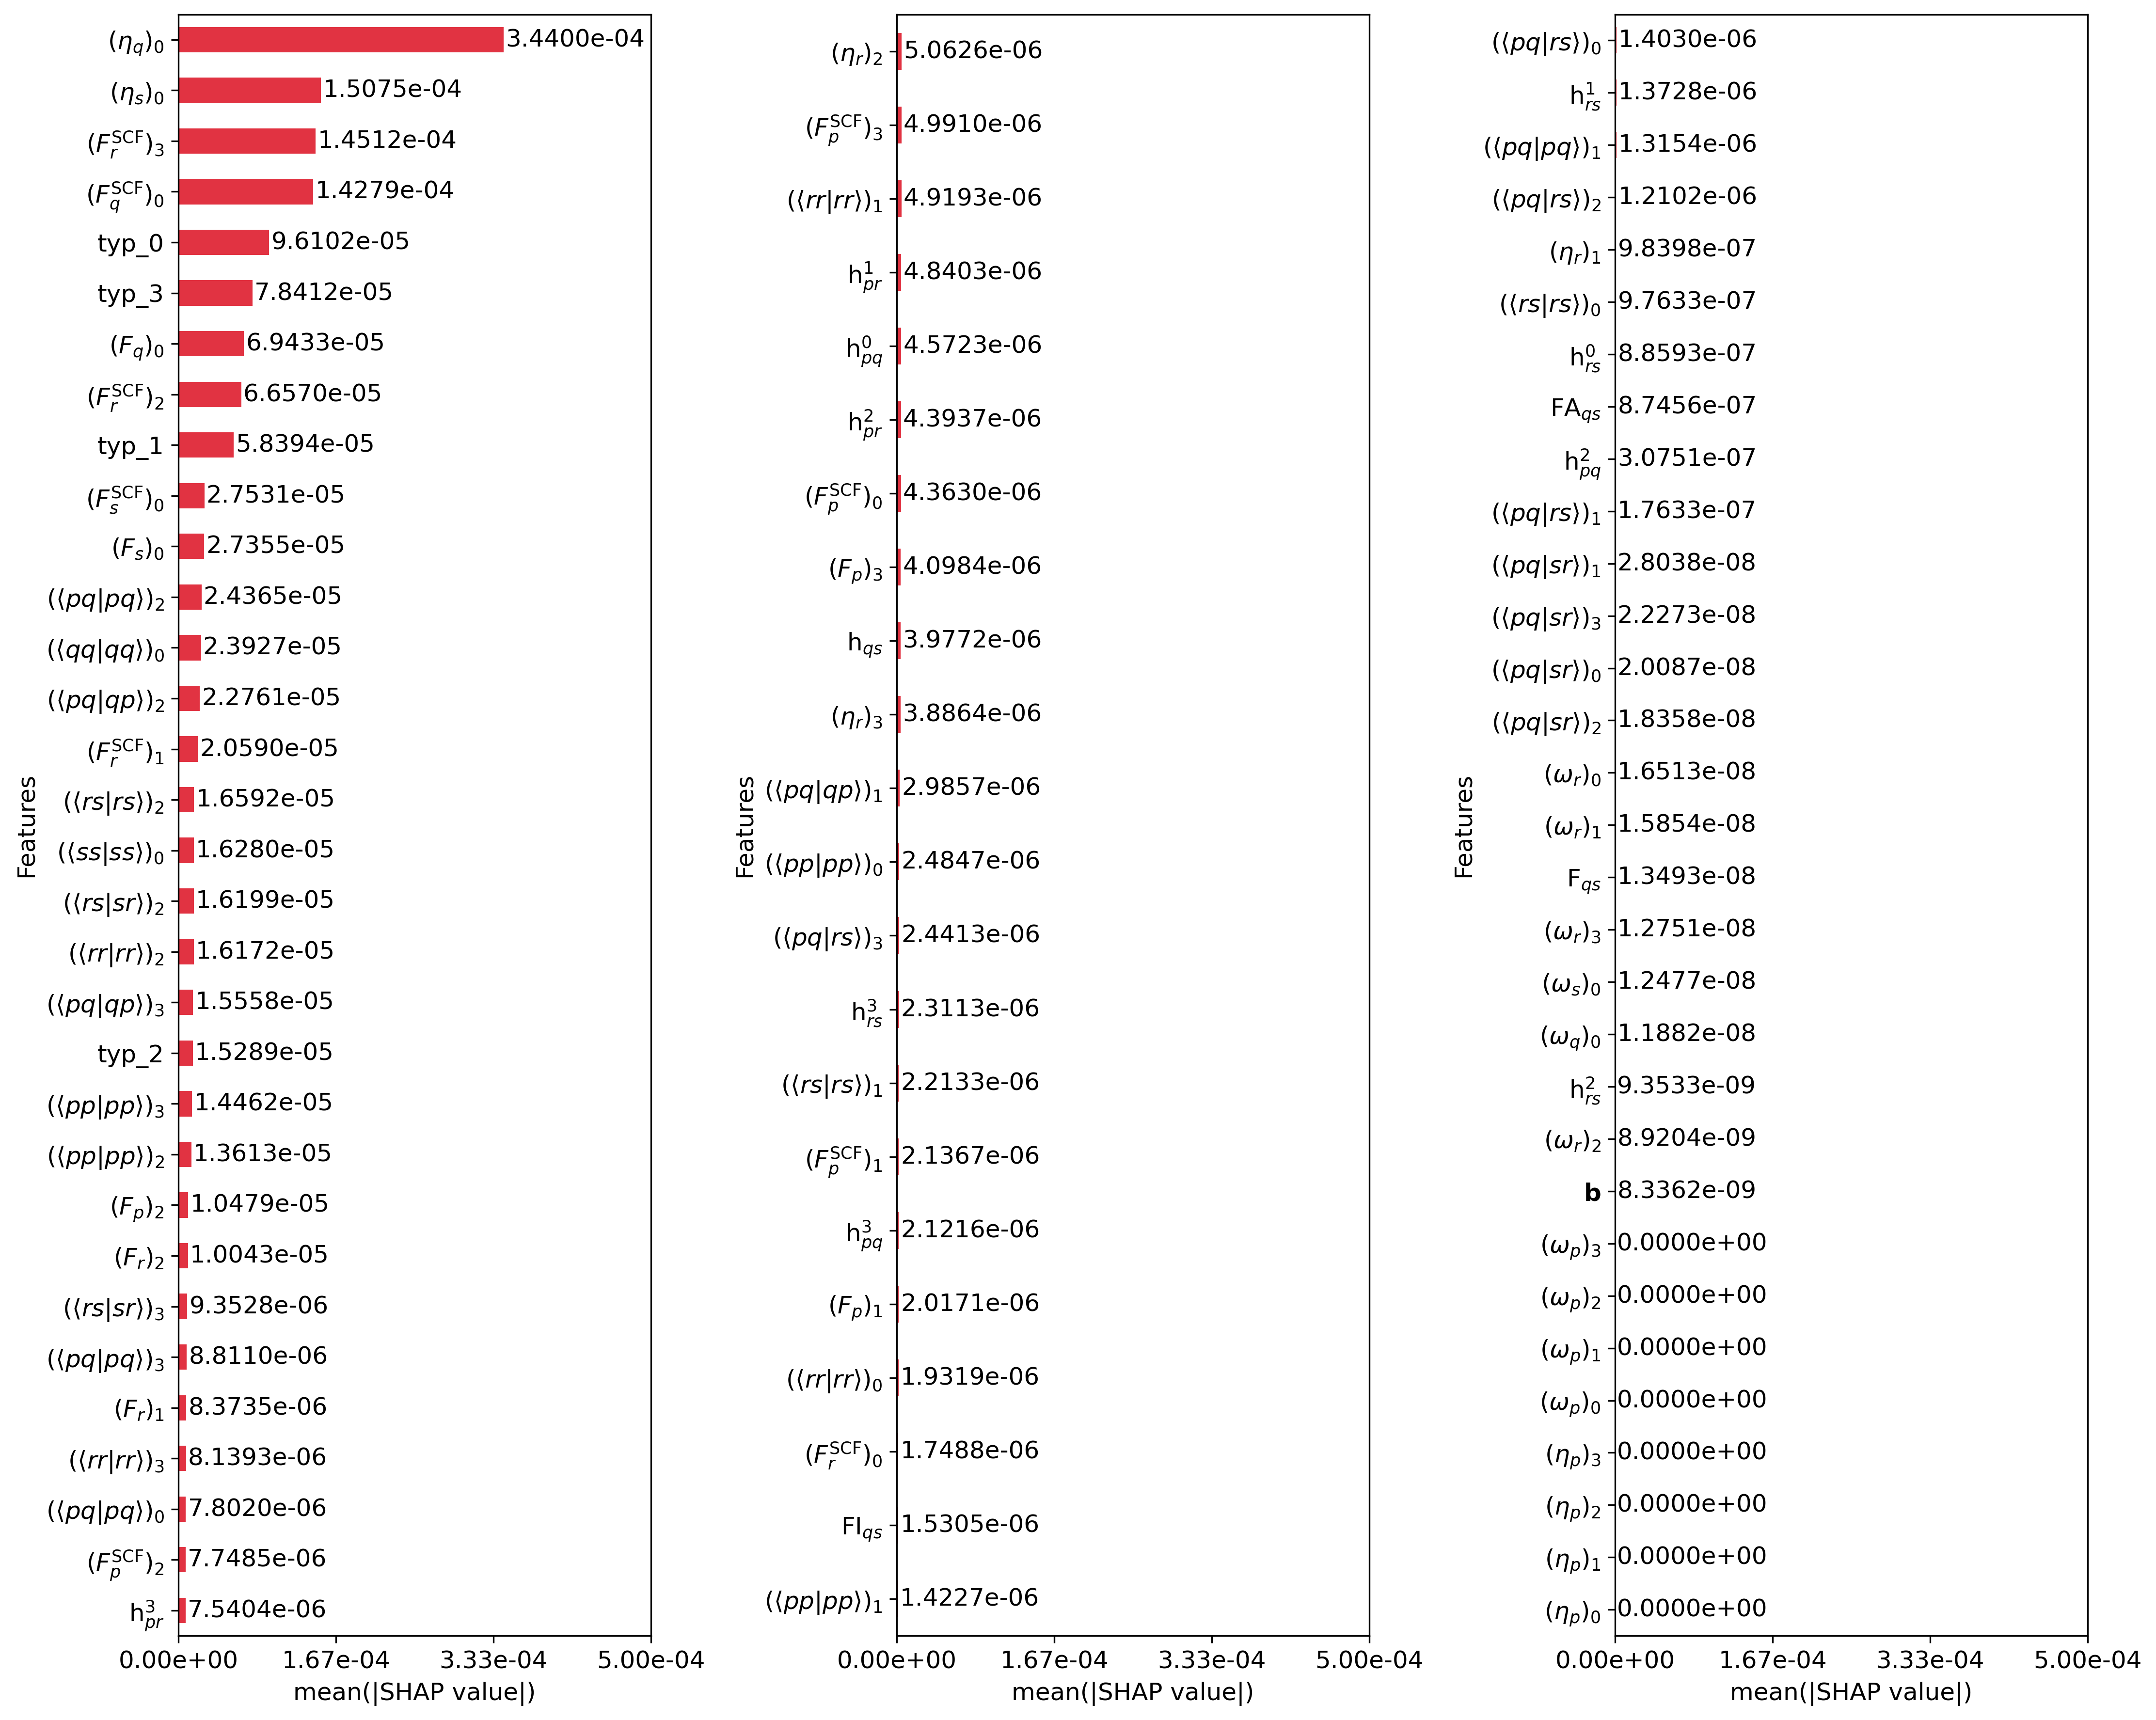 (η_q)_0 3.4400e-04
(η_s)_0 1.5075e-04
(F_r^SCF)_3 1.4512e-04
(F_q^SCF)_0 1.4279e-04
typ_0 9.6102e-05
typ_3 7.8412e-05
(F_q)_0 6.9433e-05
(F_r^SCF)_2 6.6570e-05
typ_1 5.8394e-05
(F_s^SCF)_0 2.7531e-05
(F_s)_0 2.7355e-05
(⟨pq|pq⟩)_2 2.4365e-05
(⟨qq|qq⟩)_0 2.3927e-05
(⟨pq|qp⟩)_2 2.2761e-05
(F_r^SCF)_1 2.0590e-05
(⟨rs|rs⟩)_2 1.6592e-05
(⟨ss|ss⟩)_0 1.6280e-05
(⟨rs|sr⟩)_2 1.6199e-05
(⟨rr|rr⟩)_2 1.6172e-05
(⟨pq|qp⟩)_3 1.5558e-05
typ_2 1.5289e-05
(⟨pp|pp⟩)_3 1.4462e-05
(⟨pp|pp⟩)_2 1.3613e-05
(F_p)_2 1.0479e-05
(F_r)_2 1.0043e-05
(⟨rs|sr⟩)_3 9.3528e-06
(⟨pq|pq⟩)_3 8.8110e-06
(F_r)_1 8.3735e-06
(⟨rr|rr⟩)_3 8.1393e-06
(⟨pq|pq⟩)_0 7.8020e-06
(F_p^SCF)_2 7.7485e-06
h_pr^3 7.5404e-06
Features
0.00e+00 1.67e-04 3.33e-04 5.00e-04
mean(|SHAP value|)
(η_r)_2 5.0626e-06
(F_p^SCF)_3 4.9910e-06
(⟨rr|rr⟩)_1 4.9193e-06
h_pr^1 4.8403e-06
h_pq^0 4.5723e-06
h_pr^2 4.3937e-06
(F_p^SCF)_0 4.3630e-06
(F_p)_3 4.0984e-06
h_qs 3.9772e-06
(η_r)_3 3.8864e-06
(⟨pq|qp⟩)_1 2.9857e-06
(⟨pp|pp⟩)_0 2.4847e-06
(⟨pq|rs⟩)_3 2.4413e-06
h_rs^3 2.3113e-06
(⟨rs|rs⟩)_1 2.2133e-06
(F_p^SCF)_1 2.1367e-06
h_pq^3 2.1216e-06
(F_p)_1 2.0171e-06
(⟨rr|rr⟩)_0 1.9319e-06
(F_r^SCF)_0 1.7488e-06
FI_qs 1.5305e-06
(⟨pp|pp⟩)_1 1.4227e-06
Features
0.00e+00 1.67e-04 3.33e-04 5.00e-04
mean(|SHAP value|)
(⟨pq|rs⟩)_0 1.4030e-06
h_rs^1 1.3728e-06
(⟨pq|pq⟩)_1 1.3154e-06
(⟨pq|rs⟩)_2 1.2102e-06
(η_r)_1 9.8398e-07
(⟨rs|rs⟩)_0 9.7633e-07
h_rs^0 8.8593e-07
FA_qs 8.7456e-07
h_pq^2 3.0751e-07
(⟨pq|rs⟩)_1 1.7633e-07
(⟨pq|sr⟩)_1 2.8038e-08
(⟨pq|sr⟩)_3 2.2273e-08
(⟨pq|sr⟩)_0 2.0087e-08
(⟨pq|sr⟩)_2 1.8358e-08
(ω_r)_0 1.6513e-08
(ω_r)_1 1.5854e-08
F_qs 1.3493e-08
(ω_r)_3 1.2751e-08
(ω_s)_0 1.2477e-08
(ω_q)_0 1.1882e-08
h_rs^2 9.3533e-09
(ω_r)_2 8.9204e-09
b 8.3362e-09
(ω_p)_3 0.0000e+00
(ω_p)_2 0.0000e+00
(ω_p)_1 0.0000e+00
(ω_p)_0 0.0000e+00
(η_p)_3 0.0000e+00
(η_p)_2 0.0000e+00
(η_p)_1 0.0000e+00
(η_p)_0 0.0000e+00
Features
0.00e+00 1.67e-04 3.33e-04 5.00e-04
mean(|SHAP value|)